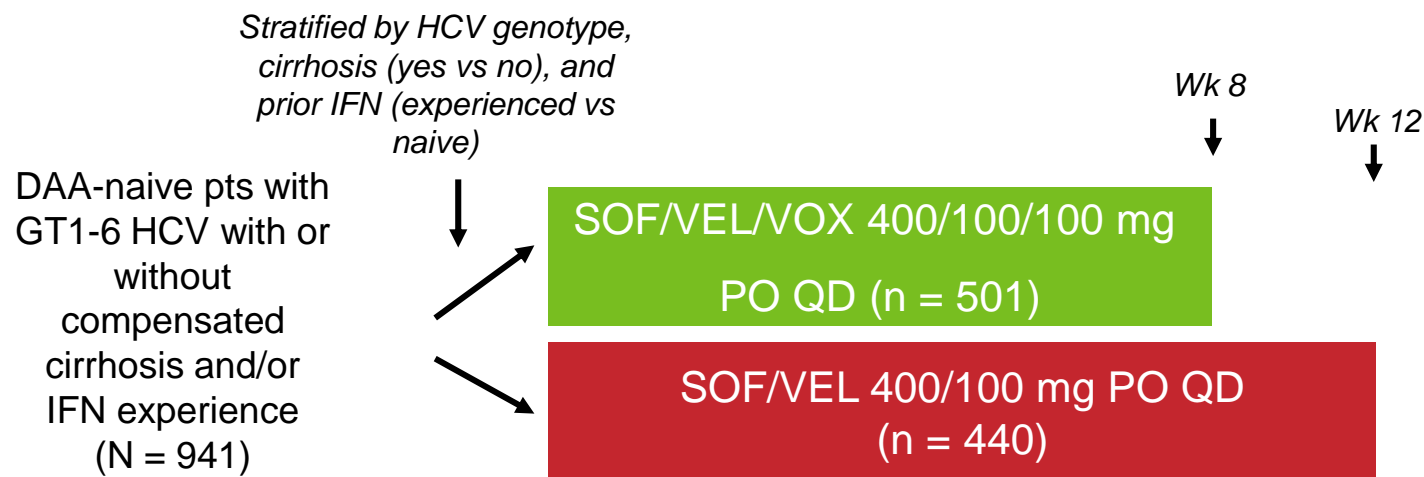 Stratified by HCV genotype,
cirrhosis (yes vs no), and
prior IFN (experienced vs
naive)
Wk 8
Wk 12
DAA-naive pts with
GT1-6 HCV with or
without
compensated
cirrhosis and/or
IFN experience
(N = 941)
SOF/VEL/VOX 400/100/100 mg
PO QD (n = 501)
SOF/VEL 400/100 mg PO QD
(n = 440)